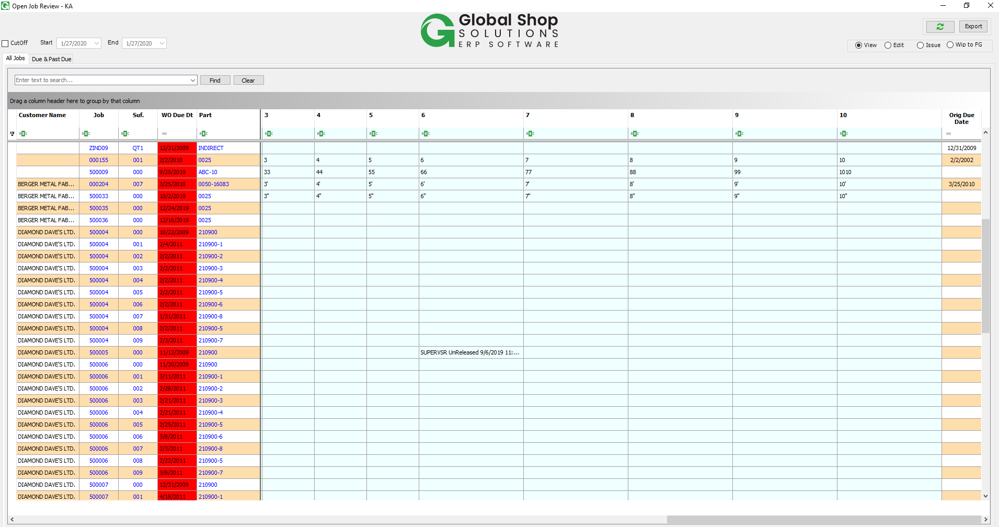 Open Job Review - KA
Global Shop
SOLUTIONS
ERP SOFTWARE
Export
CutOff Start 1/27/2020 End 1/27/2020
View Edit Issue Wip to FG
All Jobs Due & Past Due
Enter text to search... Find Clear
Drag a column header here to group by that column
Customer Name Job Suf. WO Due Dt Part 3 4 5 6 7 8 9 10 Orig Due Date
ZIND09 QT1 12/31/2009 INDIRECT 12/31/2009
000155 001 2/2/2010 0025 3 4 5 6 7 8 9 10 2/2/2002
500009 000 9/25/2019 ABC-10 33 44 55 66 77 88 99 1010
BERGER METAL FAB... 000204 007 3/25/2010 0050-16083 3' 4' 5' 6' 7' 8' 9' 10' 3/25/2010
BERGER METAL FAB... 500033 000 10/2/2019 0025 3" 4" 5" 6" 7" 8" 9" 10"
BERGER METAL FAB... 500035 000 12/24/2019 0025
BERGER METAL FAB... 500036 000 12/16/2019 0025
DIAMOND DAVE'S LTD. 500004 000 10/22/2009 210900
DIAMOND DAVE'S LTD. 500004 001 2/4/2011 210900-1
DIAMOND DAVE'S LTD. 500004 002 2/2/2011 210900-2
DIAMOND DAVE'S LTD. 500004 003 2/2/2011 210900-3
DIAMOND DAVE'S LTD. 500004 004 2/2/2011 210900-4
DIAMOND DAVE'S LTD. 500004 005 2/2/2011 210900-5
DIAMOND DAVE'S LTD. 500004 006 2/2/2011 210900-6
DIAMOND DAVE'S LTD. 500004 007 1/31/2011 210900-8
DIAMOND DAVE'S LTD. 500004 008 2/2/2011 210900-5
DIAMOND DAVE'S LTD. 500004 009 2/3/2011 210900-7
DIAMOND DAVE'S LTD. 500005 000 11/12/2009 210900 SUPERVSR UnReleased 9/6/2019 11:...
DIAMOND DAVE'S LTD. 500006 000 11/30/2009 210900
DIAMOND DAVE'S LTD. 500006 001 3/11/2011 210900-1
DIAMOND DAVE'S LTD. 500006 002 2/28/2011 210900-2
DIAMOND DAVE'S LTD. 500006 003 2/21/2011 210900-3
DIAMOND DAVE'S LTD. 500006 004 2/21/2011 210900-4
DIAMOND DAVE'S LTD. 500006 005 2/25/2011 210900-5
DIAMOND DAVE'S LTD. 500006 006 3/8/2011 210900-6
DIAMOND DAVE'S LTD. 500006 007 2/3/2011 210900-8
DIAMOND DAVE'S LTD. 500006 008 2/22/2011 210900-5
DIAMOND DAVE'S LTD. 500006 009 3/8/2011 210900-7
DIAMOND DAVE'S LTD. 500007 000 12/31/2009 210900
DIAMOND DAVE'S LTD. 500007 001 4/18/2011 210900-1